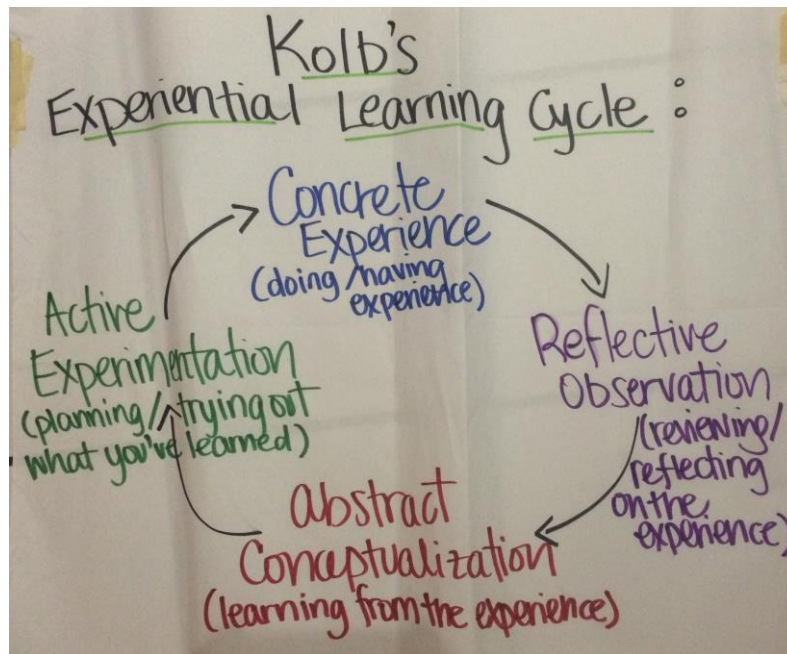 Kolb's
Experiential Learning Cycle :
Concrete
Experience
(doing/having
experience)
Reflective
Observation
(reviewing/
reflecting
on the
experience)
abstract
Conceptualization
(learning from the experience)
Active
Experimentation
(planning/trying out
what you've learned)